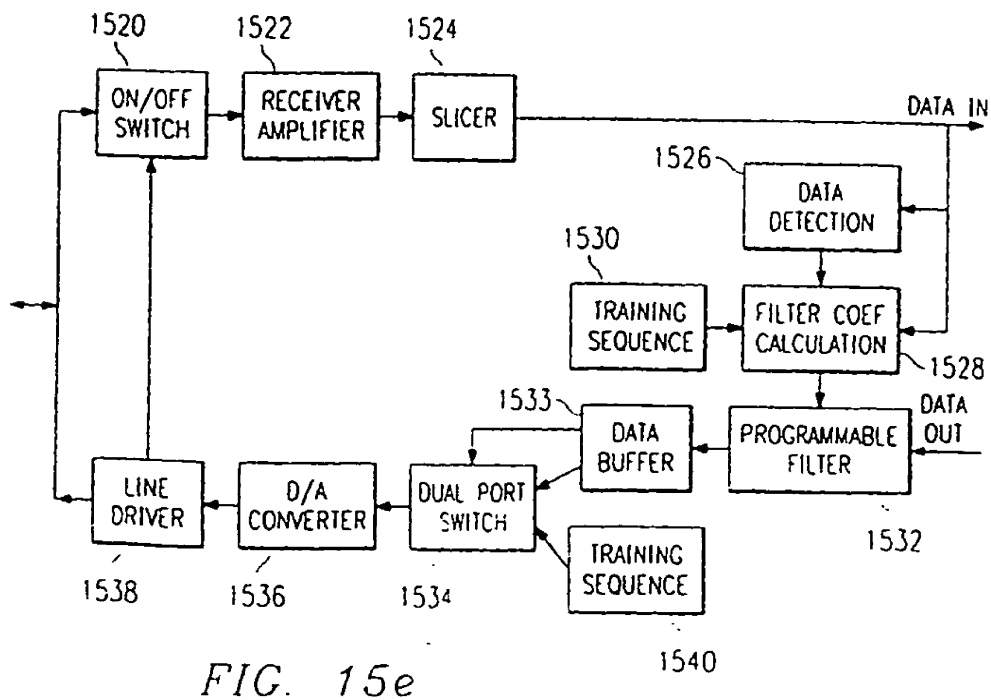 1520
1522
1524
ON/OFF
SWITCH
RECEIVER
AMPLIFIER
SLICER
DATA IN
1526
DATA
DETECTION
1530
TRAINING
SEQUENCE
FILTER COEF
CALCULATION
1528
1533
DATA
BUFFER
PROGRAMMABLE
FILTER
DATA
OUT
1532
LINE
DRIVER
D/A
CONVERTER
DUAL PORT
SWITCH
TRAINING
SEQUENCE
1538
1536
1534
1540
FIG. 15e